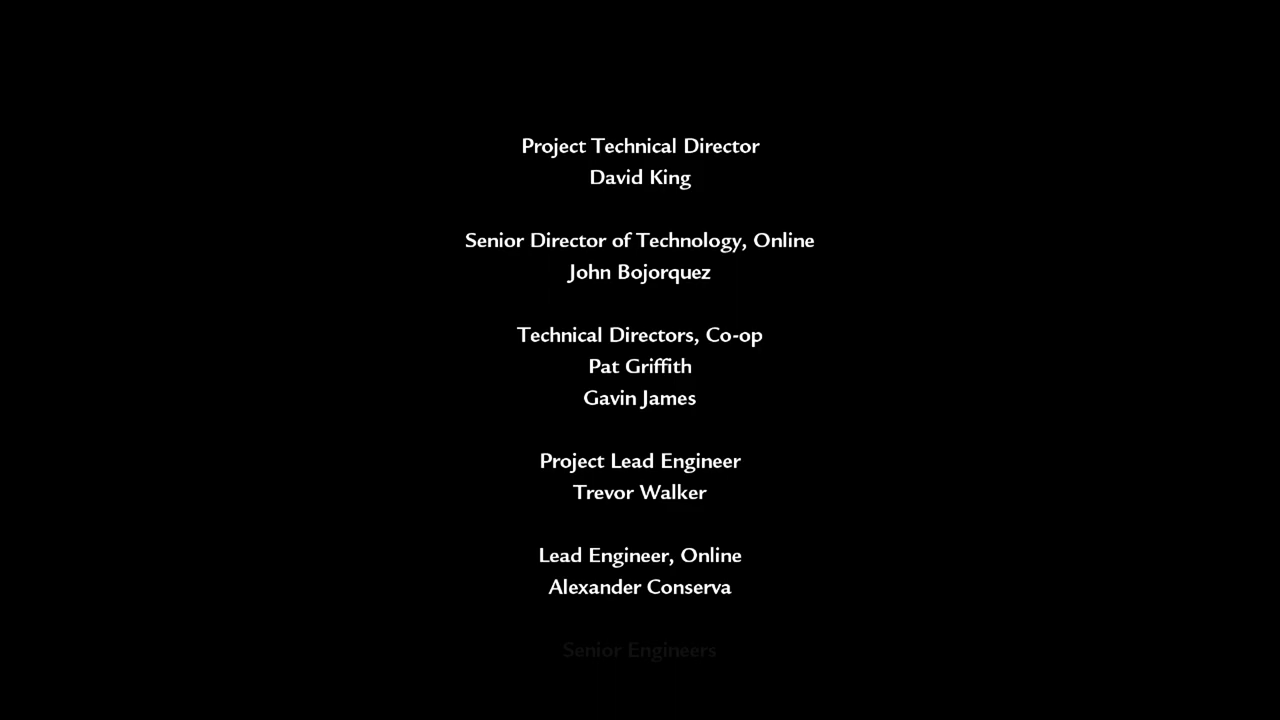 Project Technical Director
David King
Senior Director of Technology, Online
John Bojorquez
Technical Directors, Co-op
Pat Griffith
Gavin James
Project Lead Engineer
Trevor Walker
Lead Engineer, Online
Alexander Conserva
Senior Engineers